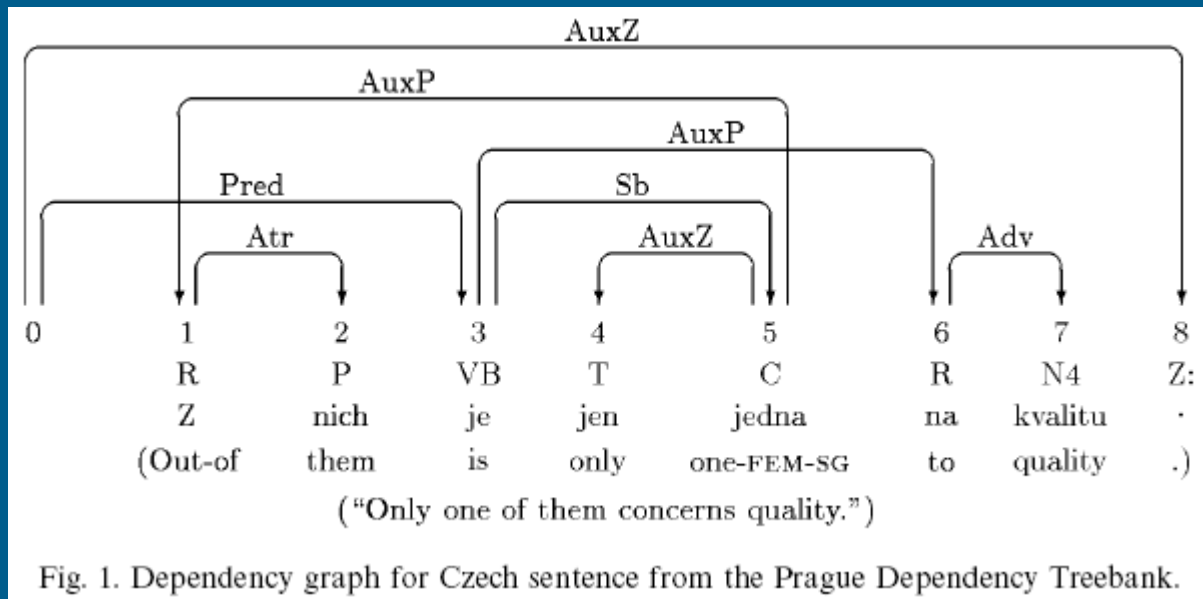 AuxZ
AuxP
AuxP
Pred Sb
Atr AuxZ Adv
0 1 2 3 4 5 6 7 8
R P VB T C R N4 Z:
Z nich je jen jedna na kvalitu .
(Out-of them is only one-FEM-SG to quality .)
(“Only one of them concerns quality.”)
Fig. 1. Dependency graph for Czech sentence from the Prague Dependency Treebank.